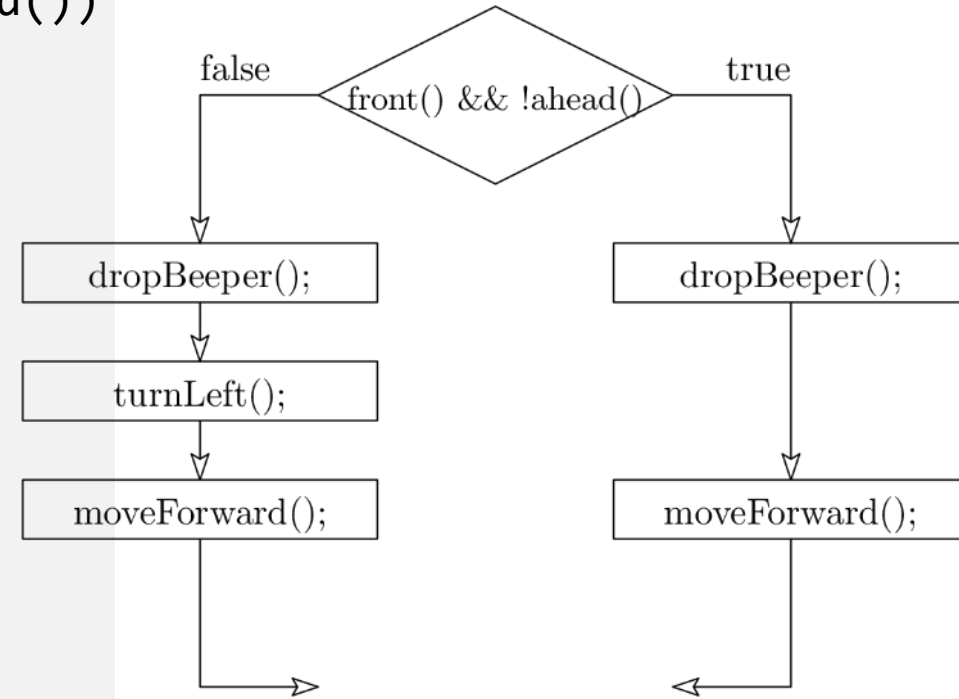 d())
false
true
front() && !ahead()
dropBeeper();
dropBeeper();
turnLeft();
moveForward();
moveForward();